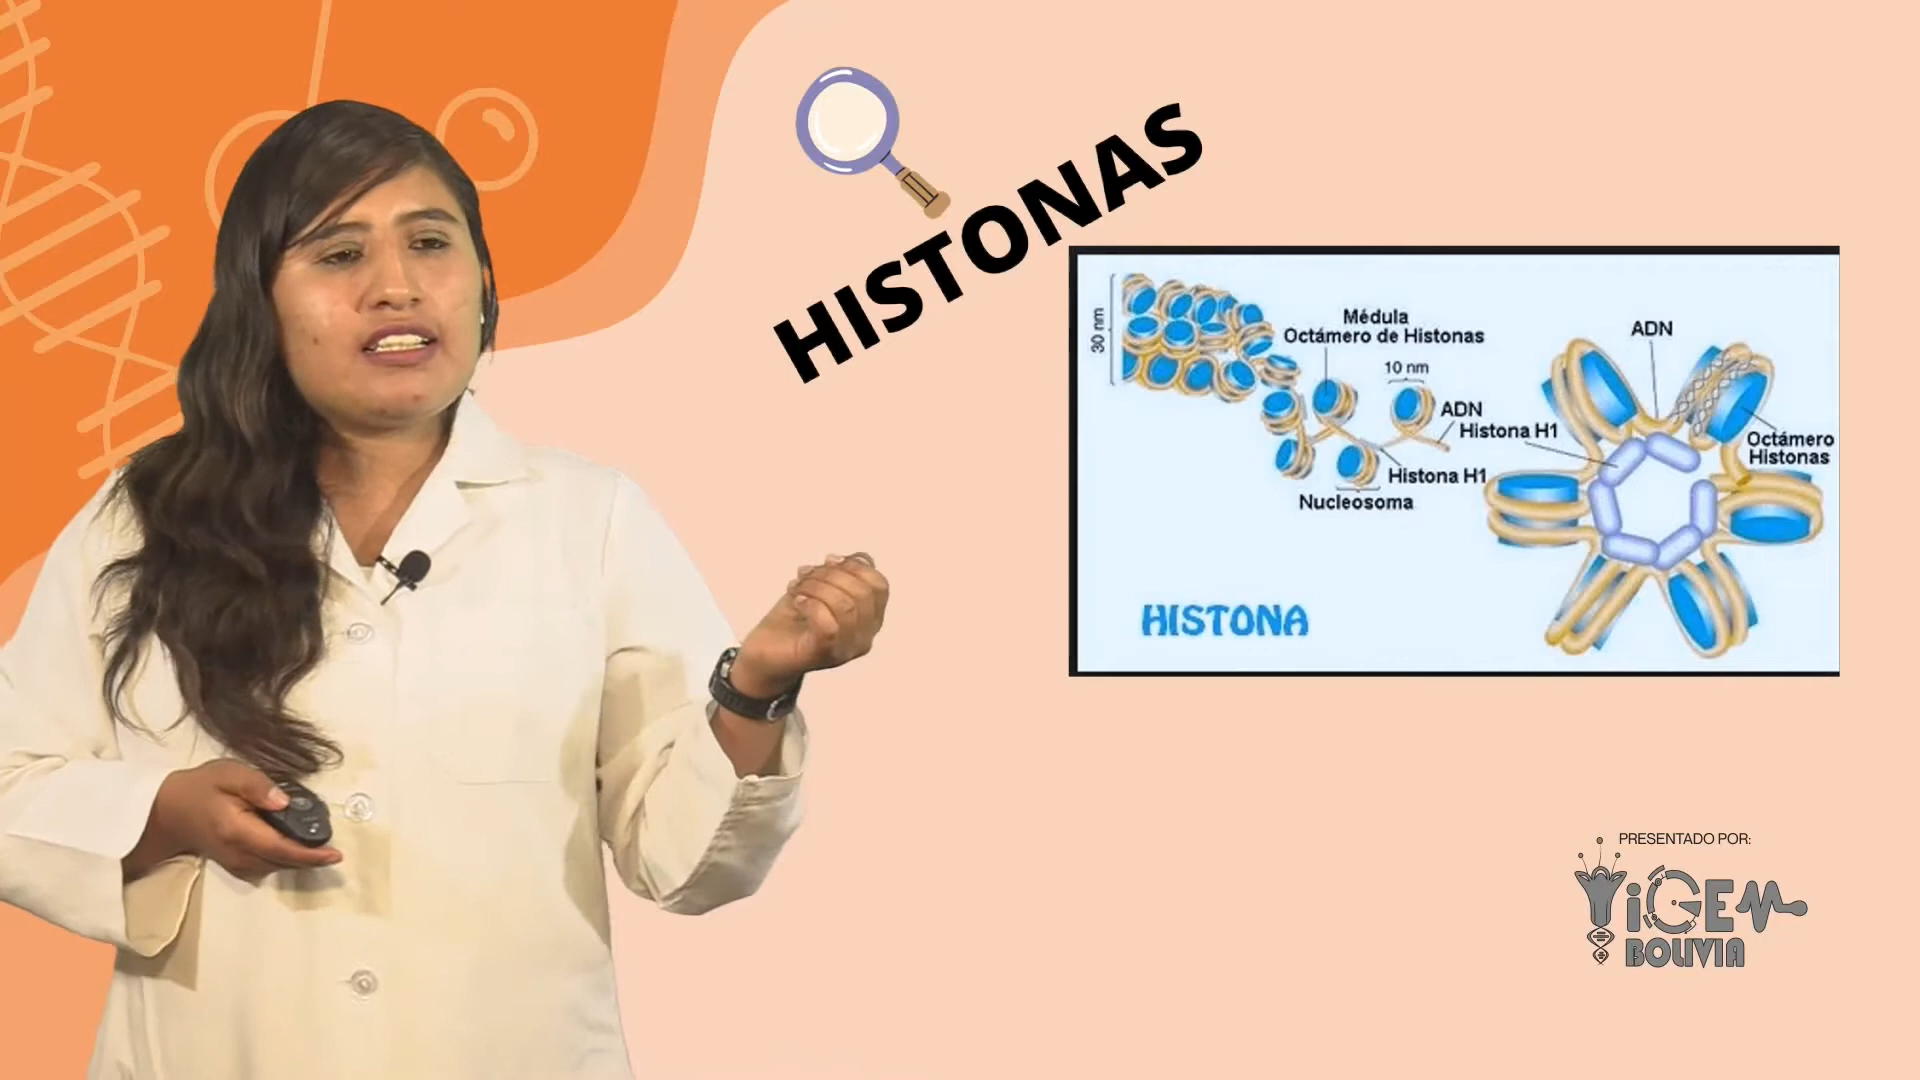 HISTONAS
30 nm
Médula
Octámero de Histonas
10 nm
ADN
Histona H1
Histona H1
Nucleosoma
ADN
Octámero
Histonas
HISTONA
PRESENTADO POR:
iGEM
BOLIVIA